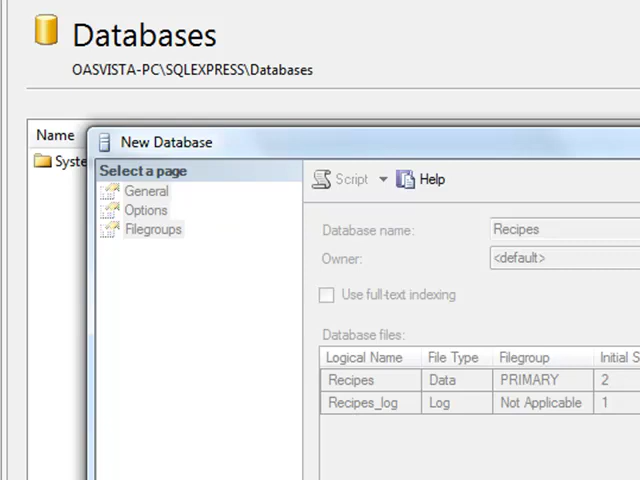 Databases
OASVISTA-PC\SQLEXPRESS\Databases
Name
Syste
New Database
Select a page
General
Options
Filegroups
Script
Help
Database name: Recipes
Owner: <default>
Use full-text indexing
Database files:
Logical Name File Type Filegroup Initial S
Recipes Data PRIMARY 2
Recipes_log Log Not Applicable 1